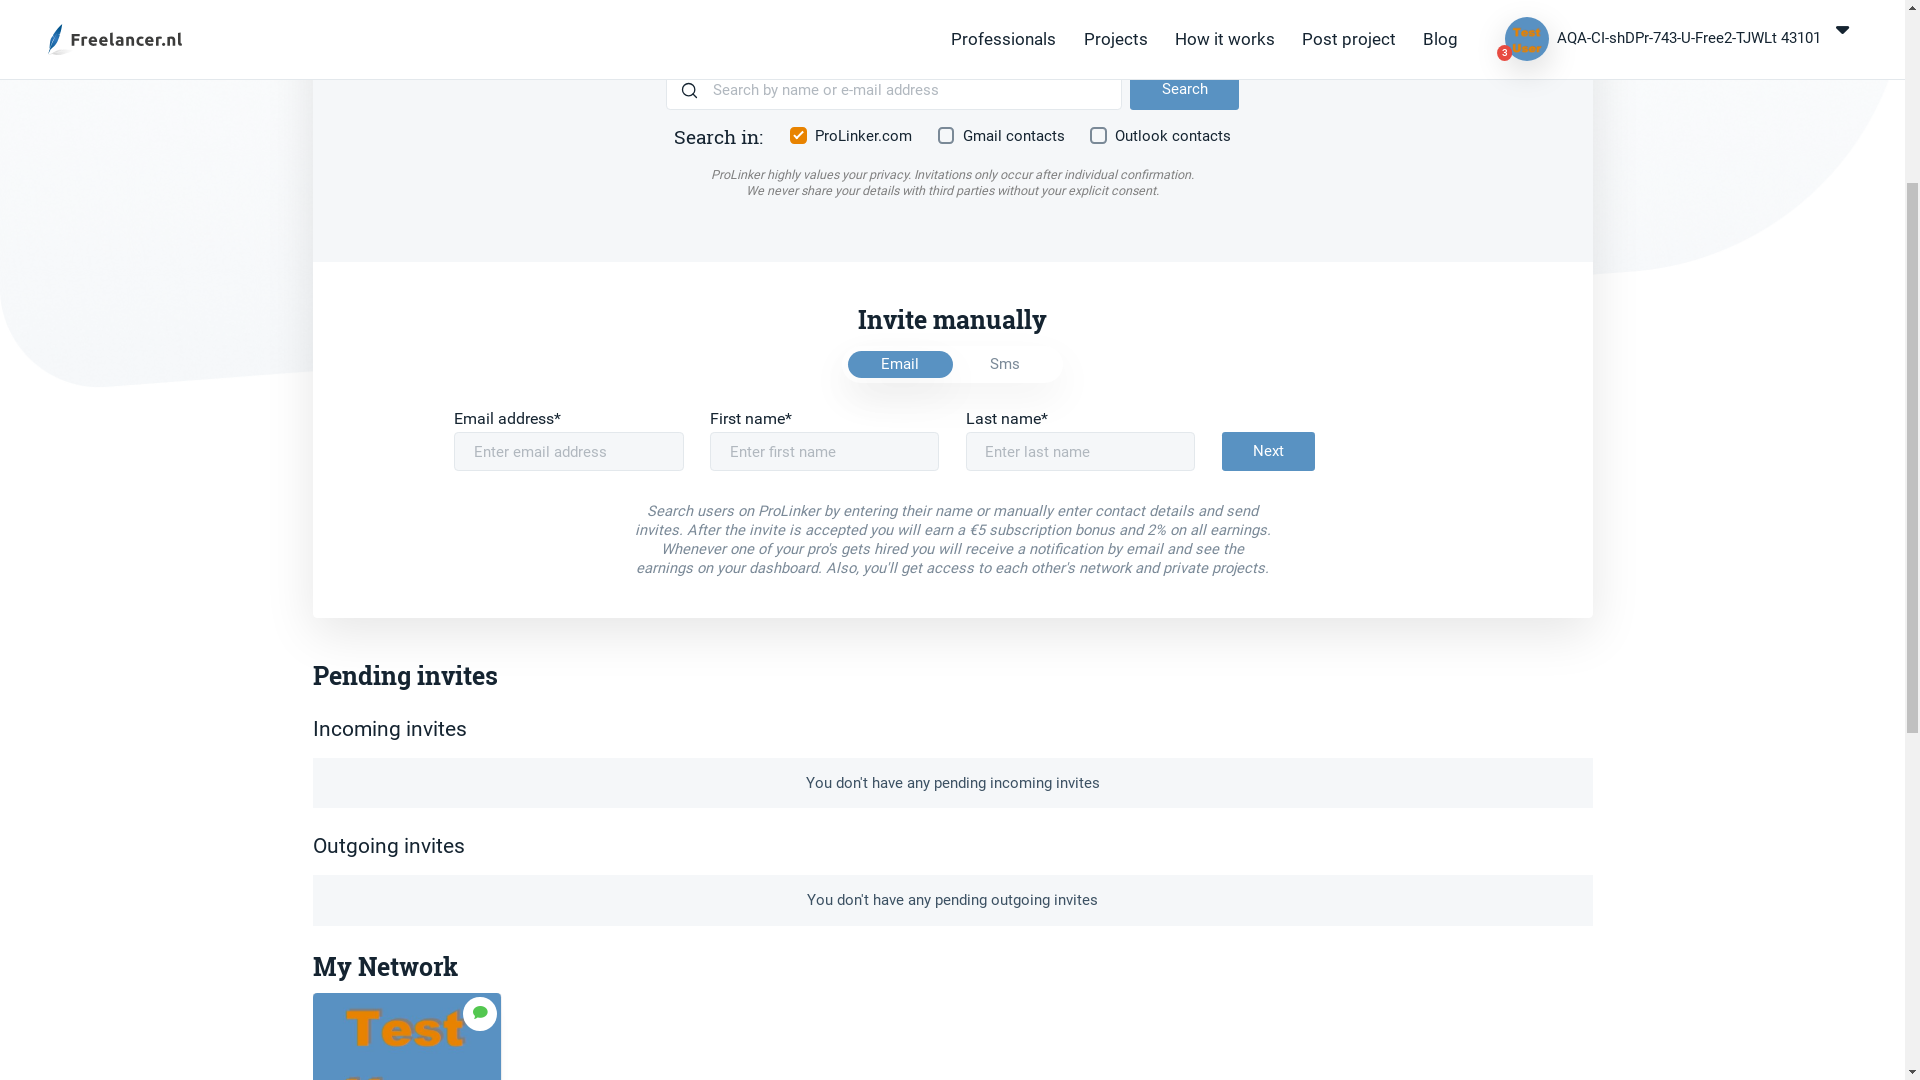 Freelancer.nl
Professionals
Projects
How it works
Post project
Blog
Test
User
3
AQA-CI-shDPr-743-U-Free2-TJWLt 43101
Search by name or e-mail address
Search
Search in:
ProLinker.com
Gmail contacts
Outlook contacts
ProLinker highly values your privacy. Invitations only occur after individual confirmation.
We never share your details with third parties without your explicit consent.
Invite manually
Email
Sms
Email address*
First name*
Last name*
Enter email address
Enter first name
Enter last name
Next
Search users on ProLinker by entering their name or manually enter contact details and send
invites. After the invite is accepted you will earn a €5 subscription bonus and 2% on all earnings.
Whenever one of your pro's gets hired you will receive a notification by email and see the
earnings on your dashboard. Also, you'll get access to each other's network and private projects.
Pending invites
Incoming invites
You don't have any pending incoming invites
Outgoing invites
You don't have any pending outgoing invites
My Network
Test